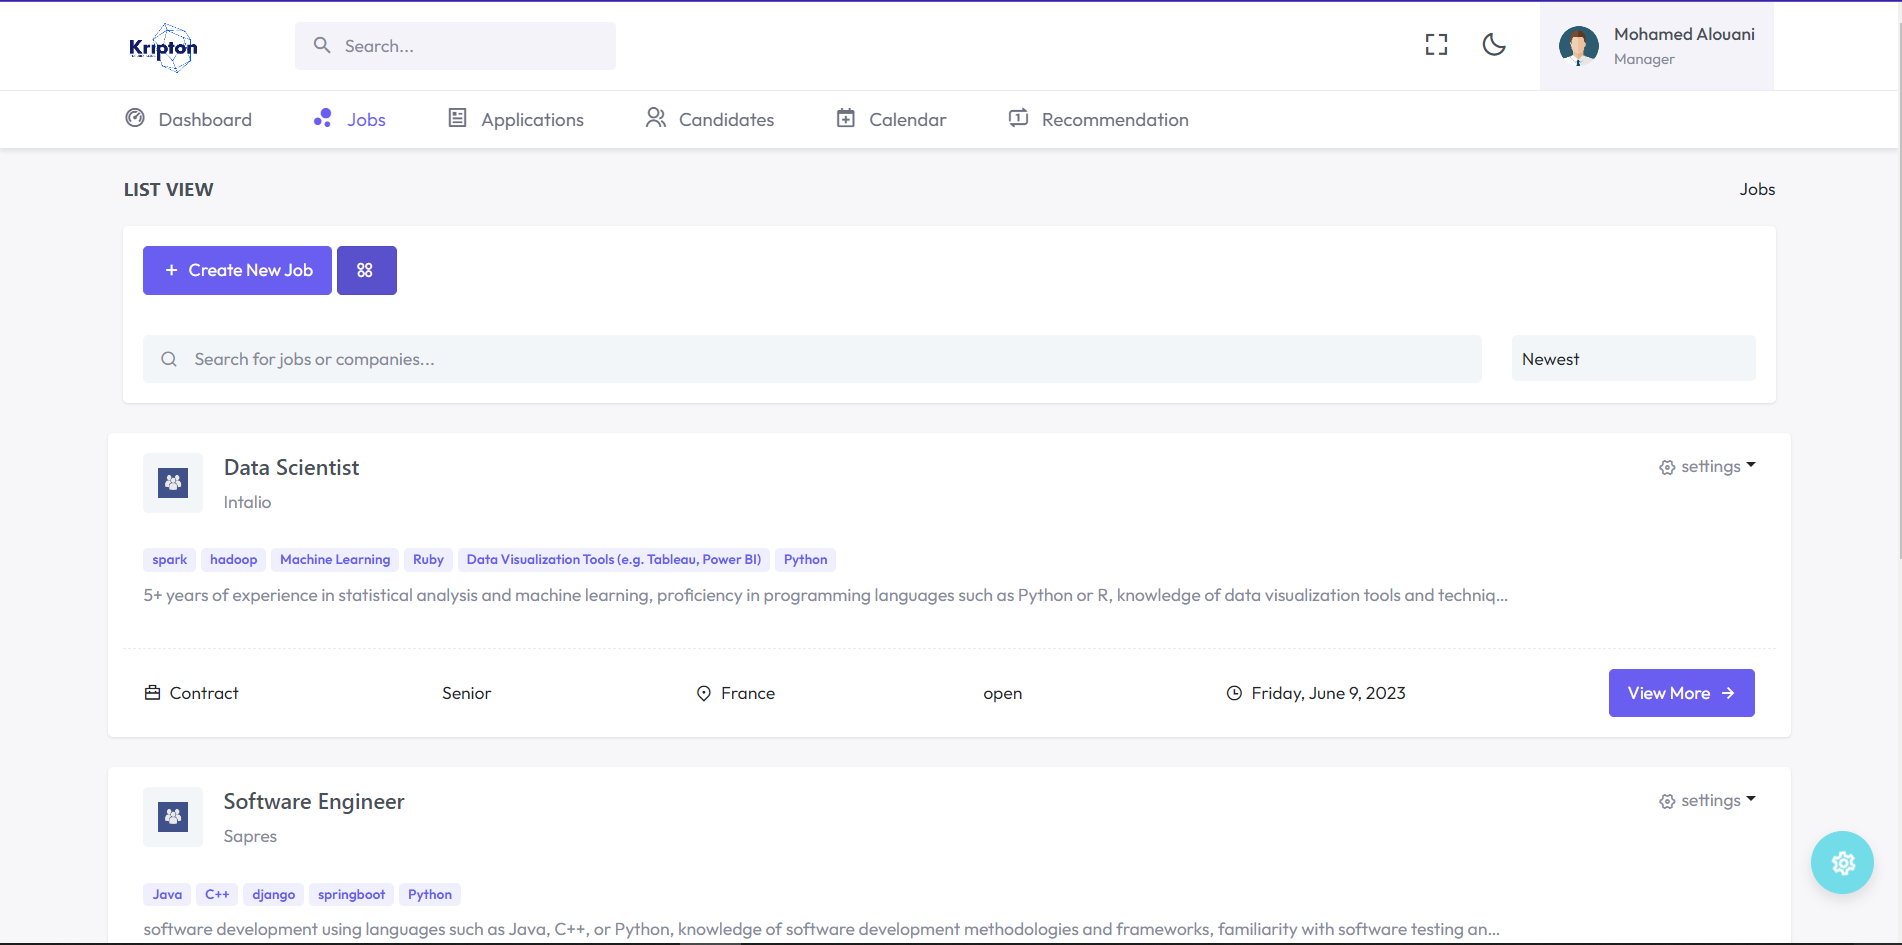 Kripton
Search...
Mohamed Alouani
Manager
Dashboard
Jobs
Applications
Candidates
Calendar
Recommendation
LIST VIEW
Jobs
+ Create New Job
Search for jobs or companies...
Newest
Data Scientist
settings
Intalio
spark hadoop Machine Learning Ruby Data Visualization Tools (e.g. Tableau, Power BI) Python
5+ years of experience in statistical analysis and machine learning, proficiency in programming languages such as Python or R, knowledge of data visualization tools and techniq...
Contract
Senior
France
open
Friday, June 9, 2023
View More →
Software Engineer
settings
Sapres
Java C++ django springboot Python
software development using languages such as Java, C++, or Python, knowledge of software development methodologies and frameworks, familiarity with software testing an...